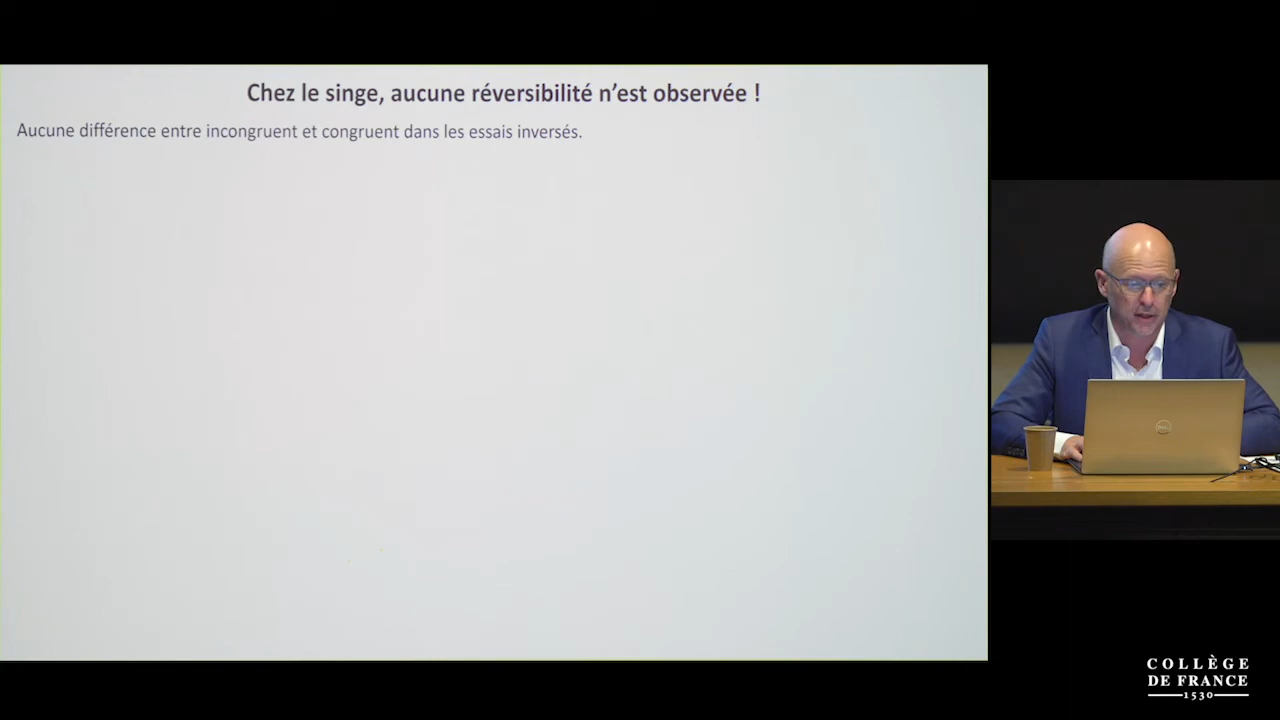 Chez le singe, aucune réversibilité n'est observée !
Aucune différence entre incongruent et congruent dans les essais inversés.
DELL
COLLÈGE
DE FRANCE
1530